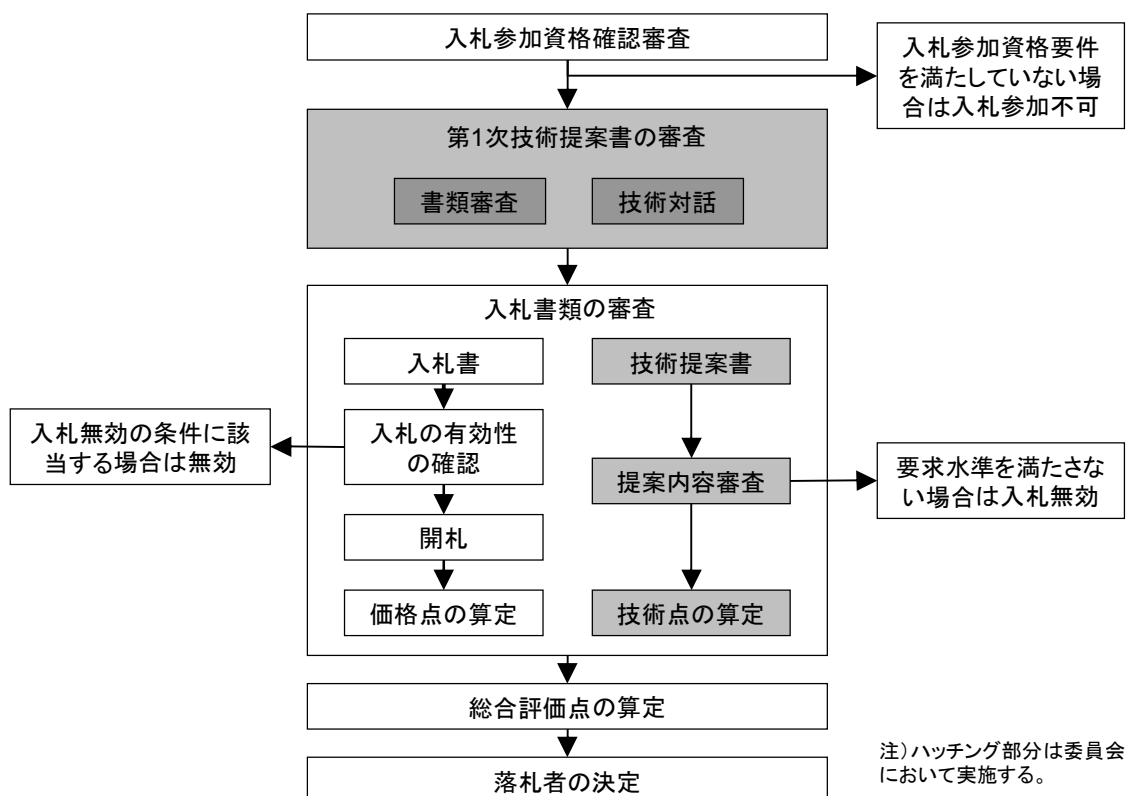 入札参加資格確認審査
入札参加資格要件
を満たしていない場
合は入札参加不可
第1次技術提案書の審査
書類審査
技術対話
入札書類の審査
入札書
技術提案書
入札無効の条件に該
当する場合は無効
入札の有効性
の確認
提案内容審査
要求水準を満たさな
い場合は入札無効
開札
価格点の算定
技術点の算定
総合評価点の算定
落札者の決定
注）ハッチング部分は委員会
において実施する。